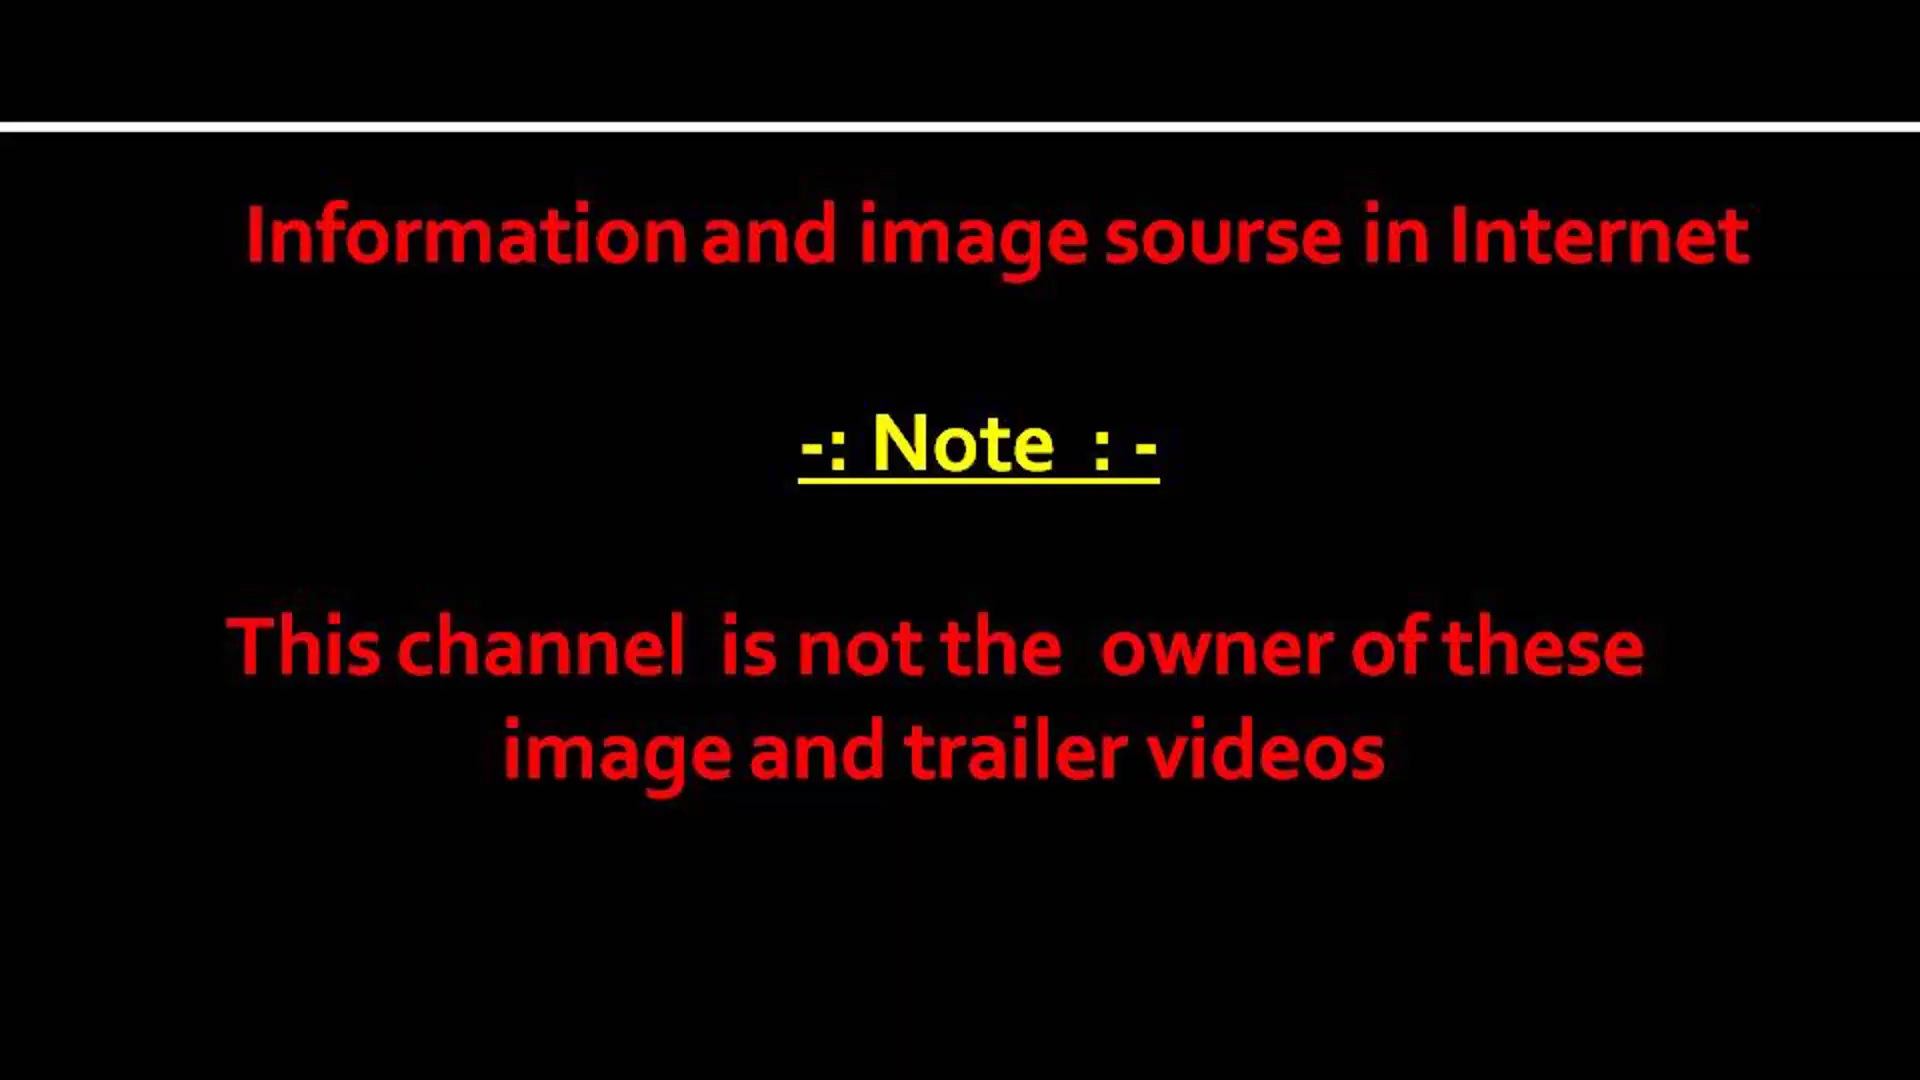 Information and image sourse in Internet
-: Note : -
This channel is not the owner of these
image and trailer videos